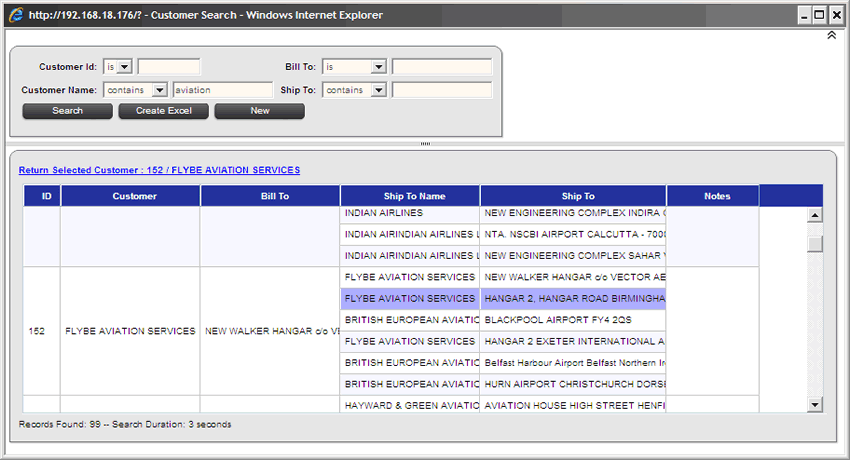 http://192.168.18.176/? - Customer Search - Windows Internet Explorer
Customer Id: is Bill To: is
Customer Name: contains aviation Ship To: contains
Search Create Excel New
Return Selected Customer : 152 / FLYBE AVIATION SERVICES
ID Customer Bill To Ship To Name Ship To Notes
INDIAN AIRLINES NEW ENGINEERING COMPLEX INDIRA
INDIAN AIRINDIAN AIRLINES NTA. NSCBI AIRPORT CALCUTTA -
INDIAN AIRINDIAN AIRLINES NEW ENGINEERING COMPLEX SAHAR
FLYBE AVIATION SERVICES NEW WALKER HANGAR c/o VECTOR AE
FLYBE AVIATION SERVICES HANGAR 2, HANGAR ROAD BIRMINGHA
152 FLYBE AVIATION SERVICES NEW WALKER HANGAR c/o VE BRITISH EUROPEAN AVIATIO BLACKPOOL AIRPORT FY4 2QS
FLYBE AVIATION SERVICES HANGAR 2 EXETER INTERNATIONAL A
BRITISH EUROPEAN AVIATIO Belfast Harbour Airport Belfast Northern Ire
BRITISH EUROPEAN AVIATIO HURN AIRPORT CHRISTCHURCH DORSE
HAYWARD & GREEN AVIATIO AVIATION HOUSE HIGH STREET HENFI
Records Found: 99 -- Search Duration: 3 seconds